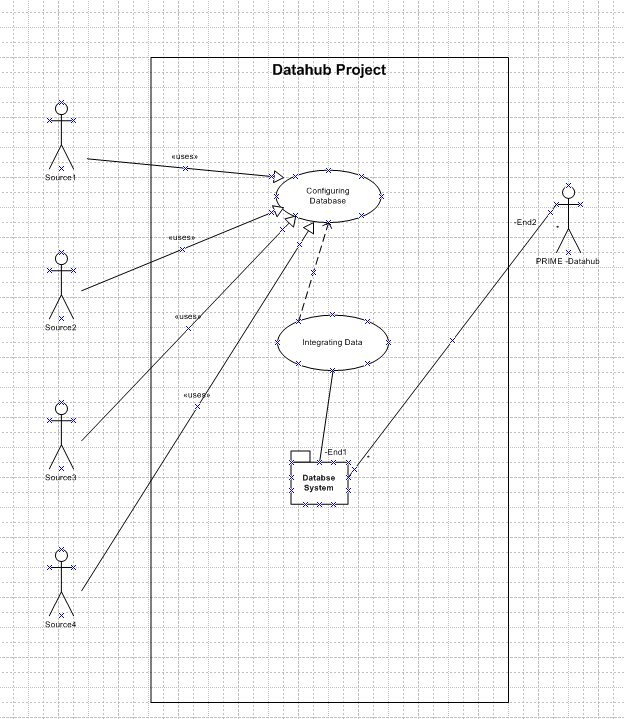 Datahub Project
«uses»
Source1
Configuring
Database
-End2
*
PRIME -Datahub
«uses»
Source2
«uses»
Integrating Data
«uses»
-End1
*
Databse
System
Source3
Source4